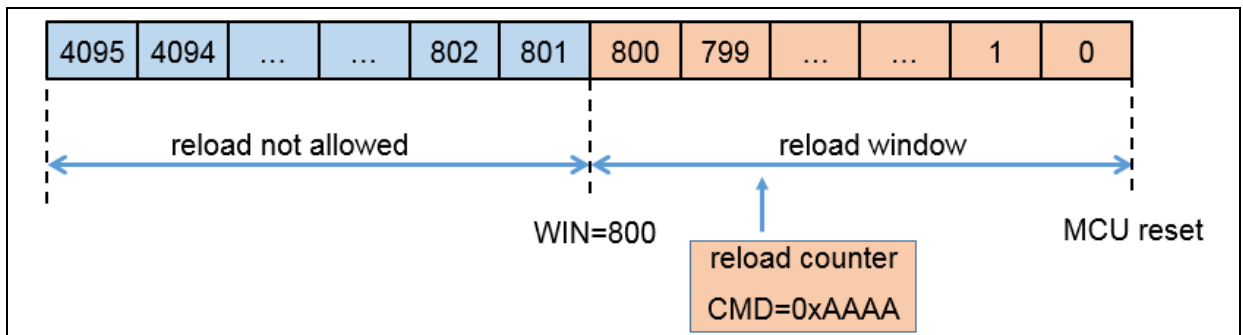 4095 4094 ... ... 802 801 800 799 ... ... 1 0
reload not allowed reload window
WIN=800 MCU reset
reload counter
CMD=0xAAAA